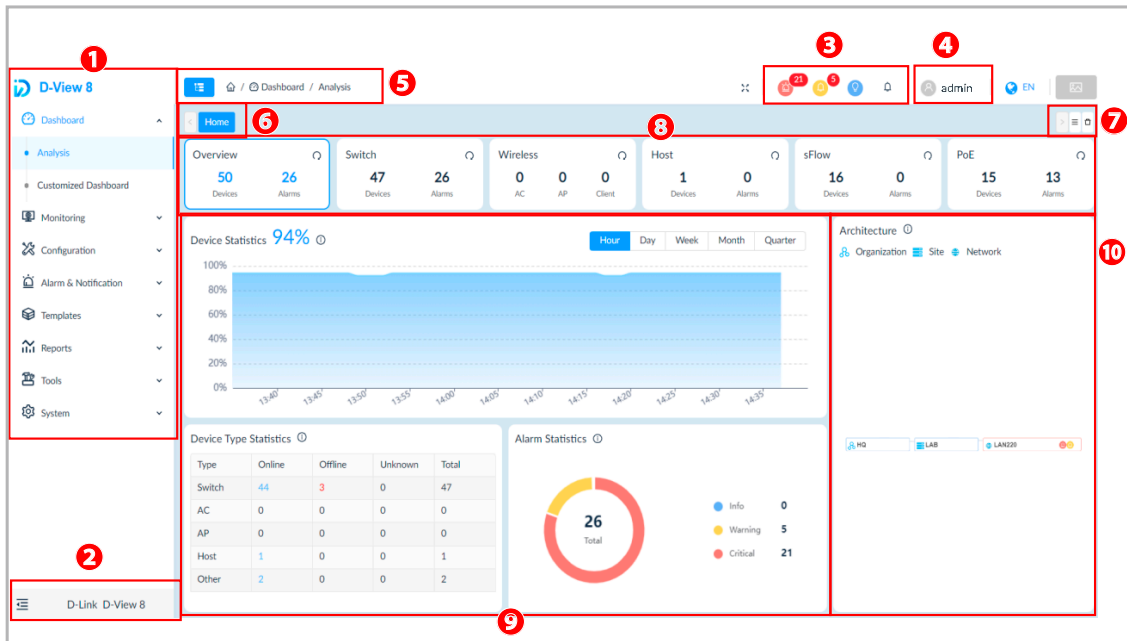 1
3
4
D-View 8
/ Dashboard / Analysis
5
21
5
admin
EN
Dashboard
Home
6
8
7
Analysis
Customized Dashboard
Monitoring
Configuration
Alarm & Notification
Templates
Reports
Tools
System
Overview
50 26
Devices Alarms
Switch
47 26
Devices Alarms
Wireless
0 0 0
AC AP Client
Host
1 0
Devices Alarms
sFlow
16 0
Devices Alarms
PoE
15 13
Devices Alarms
Device Statistics 94%
Hour Day Week Month Quarter
100%
80%
60%
40%
20%
0%
13:40' 13:45' 13:50' 13:55' 14:00' 14:05' 14:10' 14:15' 14:20' 14:25' 14:30' 14:35'
Architecture
Organization Site Network
10
HQ LAB LAN220
Device Type Statistics
Type Online Offline Unknown Total
Switch 44 3 0 47
AC 0 0 0 0
AP 0 0 0 0
Host 1 0 0 1
Other 2 0 0 2
Alarm Statistics
26
Total
Info 0
Warning 5
Critical 21
2
D-Link D-View 8
9